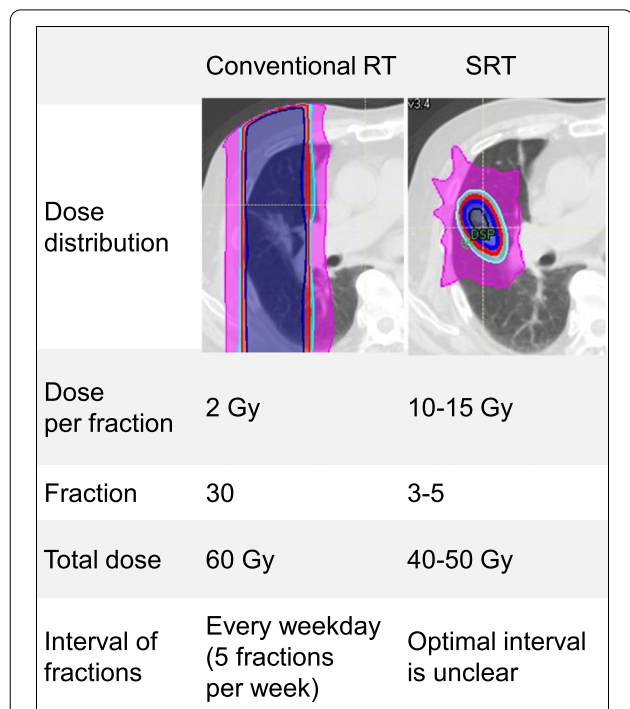 Conventional RT SRT
v3.4
Dose
distribution
DSP
Dose
per fraction
2 Gy
10-15 Gy
Fraction
30
3-5
Total dose
60 Gy
40-50 Gy
Interval of
fractions
Every weekday
(5 fractions
per week)
Optimal interval
is unclear